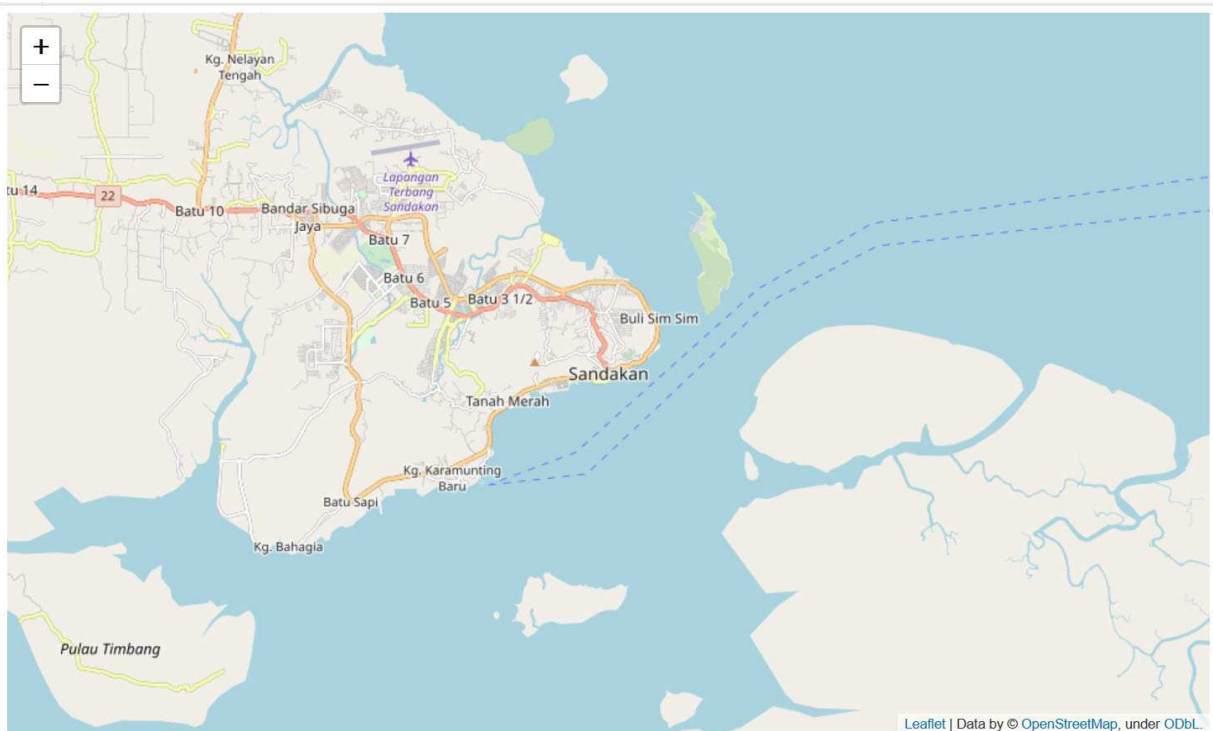 +
−
Kg. Nelayan
Tengah
Lapangan
Terbang
Sandakan
tu 14
22
Batu 10
Bandar Sibuga
Jaya
Batu 7
Batu 6
Batu 5
Batu 3 1/2
Buli Sim Sim
Sandakan
Tanah Merah
Kg. Karamunting
Baru
Batu Sapi
Kg. Bahagia
Pulau Timbang
Leaflet | Data by © OpenStreetMap, under ODbL.